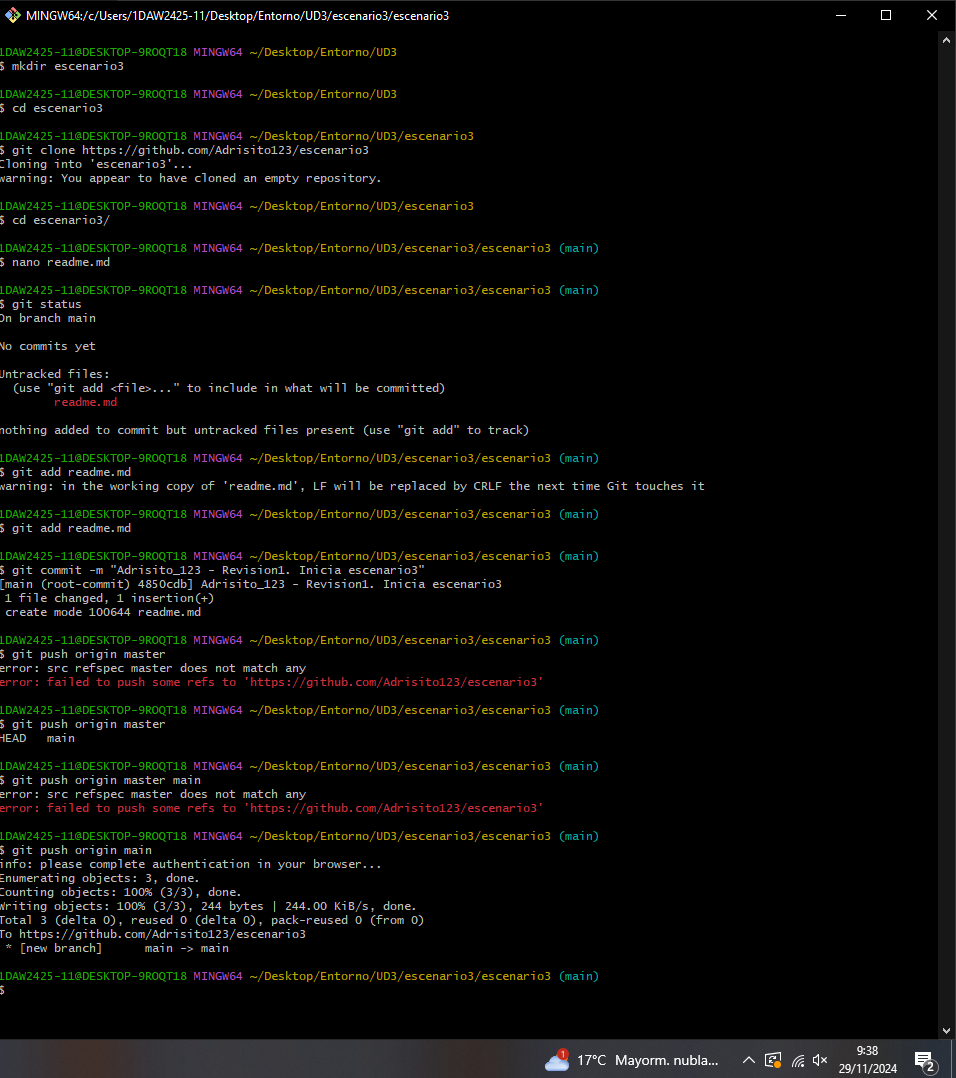 MINGW64:/c/Users/1DAW2425-11/Desktop/Entorno/UD3/escenario3/escenario3
1DAW2425-11@DESKTOP-9ROQT18 MINGW64 ~/Desktop/Entorno/UD3
$ mkdir escenario3
1DAW2425-11@DESKTOP-9ROQT18 MINGW64 ~/Desktop/Entorno/UD3
$ cd escenario3
1DAW2425-11@DESKTOP-9ROQT18 MINGW64 ~/Desktop/Entorno/UD3/escenario3
$ git clone https://github.com/Adrisito123/escenario3
Cloning into 'escenario3'...
warning: You appear to have cloned an empty repository.
1DAW2425-11@DESKTOP-9ROQT18 MINGW64 ~/Desktop/Entorno/UD3/escenario3
$ cd escenario3/
1DAW2425-11@DESKTOP-9ROQT18 MINGW64 ~/Desktop/Entorno/UD3/escenario3/escenario3 (main)
$ nano readme.md
1DAW2425-11@DESKTOP-9ROQT18 MINGW64 ~/Desktop/Entorno/UD3/escenario3/escenario3 (main)
$ git status
On branch main
No commits yet
Untracked files:
(use "git add <file>..." to include in what will be committed)
readme.md
nothing added to commit but untracked files present (use "git add" to track)
1DAW2425-11@DESKTOP-9ROQT18 MINGW64 ~/Desktop/Entorno/UD3/escenario3/escenario3 (main)
$ git add readme.md
warning: in the working copy of 'readme.md', LF will be replaced by CRLF the next time Git touches it
1DAW2425-11@DESKTOP-9ROQT18 MINGW64 ~/Desktop/Entorno/UD3/escenario3/escenario3 (main)
$ git add readme.md
1DAW2425-11@DESKTOP-9ROQT18 MINGW64 ~/Desktop/Entorno/UD3/escenario3/escenario3 (main)
$ git commit -m "Adrisito_123 - Revision1. Inicia escenario3"
[main (root-commit) 4850cdb] Adrisito_123 - Revision1. Inicia escenario3
1 file changed, 1 insertion(+)
create mode 100644 readme.md
1DAW2425-11@DESKTOP-9ROQT18 MINGW64 ~/Desktop/Entorno/UD3/escenario3/escenario3 (main)
$ git push origin master
error: src refspec master does not match any
error: failed to push some refs to 'https://github.com/Adrisito123/escenario3'
1DAW2425-11@DESKTOP-9ROQT18 MINGW64 ~/Desktop/Entorno/UD3/escenario3/escenario3 (main)
$ git push origin master
HEAD main
1DAW2425-11@DESKTOP-9ROQT18 MINGW64 ~/Desktop/Entorno/UD3/escenario3/escenario3 (main)
$ git push origin master main
error: src refspec master does not match any
error: failed to push some refs to 'https://github.com/Adrisito123/escenario3'
1DAW2425-11@DESKTOP-9ROQT18 MINGW64 ~/Desktop/Entorno/UD3/escenario3/escenario3 (main)
$ git push origin main
info: please complete authentication in your browser...
Enumerating objects: 3, done.
Counting objects: 100% (3/3), done.
Writing objects: 100% (3/3), 244 bytes | 244.00 KiB/s, done.
Total 3 (delta 0), reused 0 (delta 0), pack-reused 0 (from 0)
To https://github.com/Adrisito123/escenario3
* [new branch] main -> main
1DAW2425-11@DESKTOP-9ROQT18 MINGW64 ~/Desktop/Entorno/UD3/escenario3/escenario3 (main)
$
1
17°C Mayorm. nubla...
9:38
29/11/2024
2